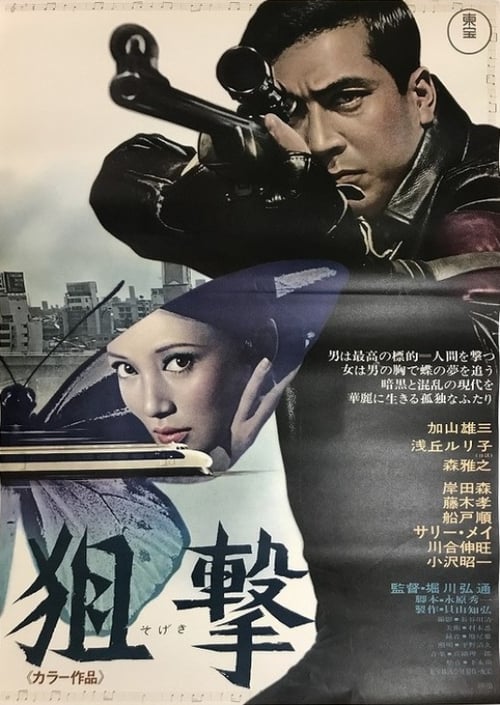 東宝
男は最高の標的―人間を撃つ
女は男の胸で蝶の夢を追う
暗黒と混乱の現代を
華麗に生きる孤独なふたり
加山雄三
浅丘ルリ子
森雅之
岸田森
藤木孝
船戸順
サリー・メイ
川合伸旺
小沢昭一
監督・堀川弘通
脚本・永原秀一
製作・貝山知弘
狙撃
そげき
《カラー作品》